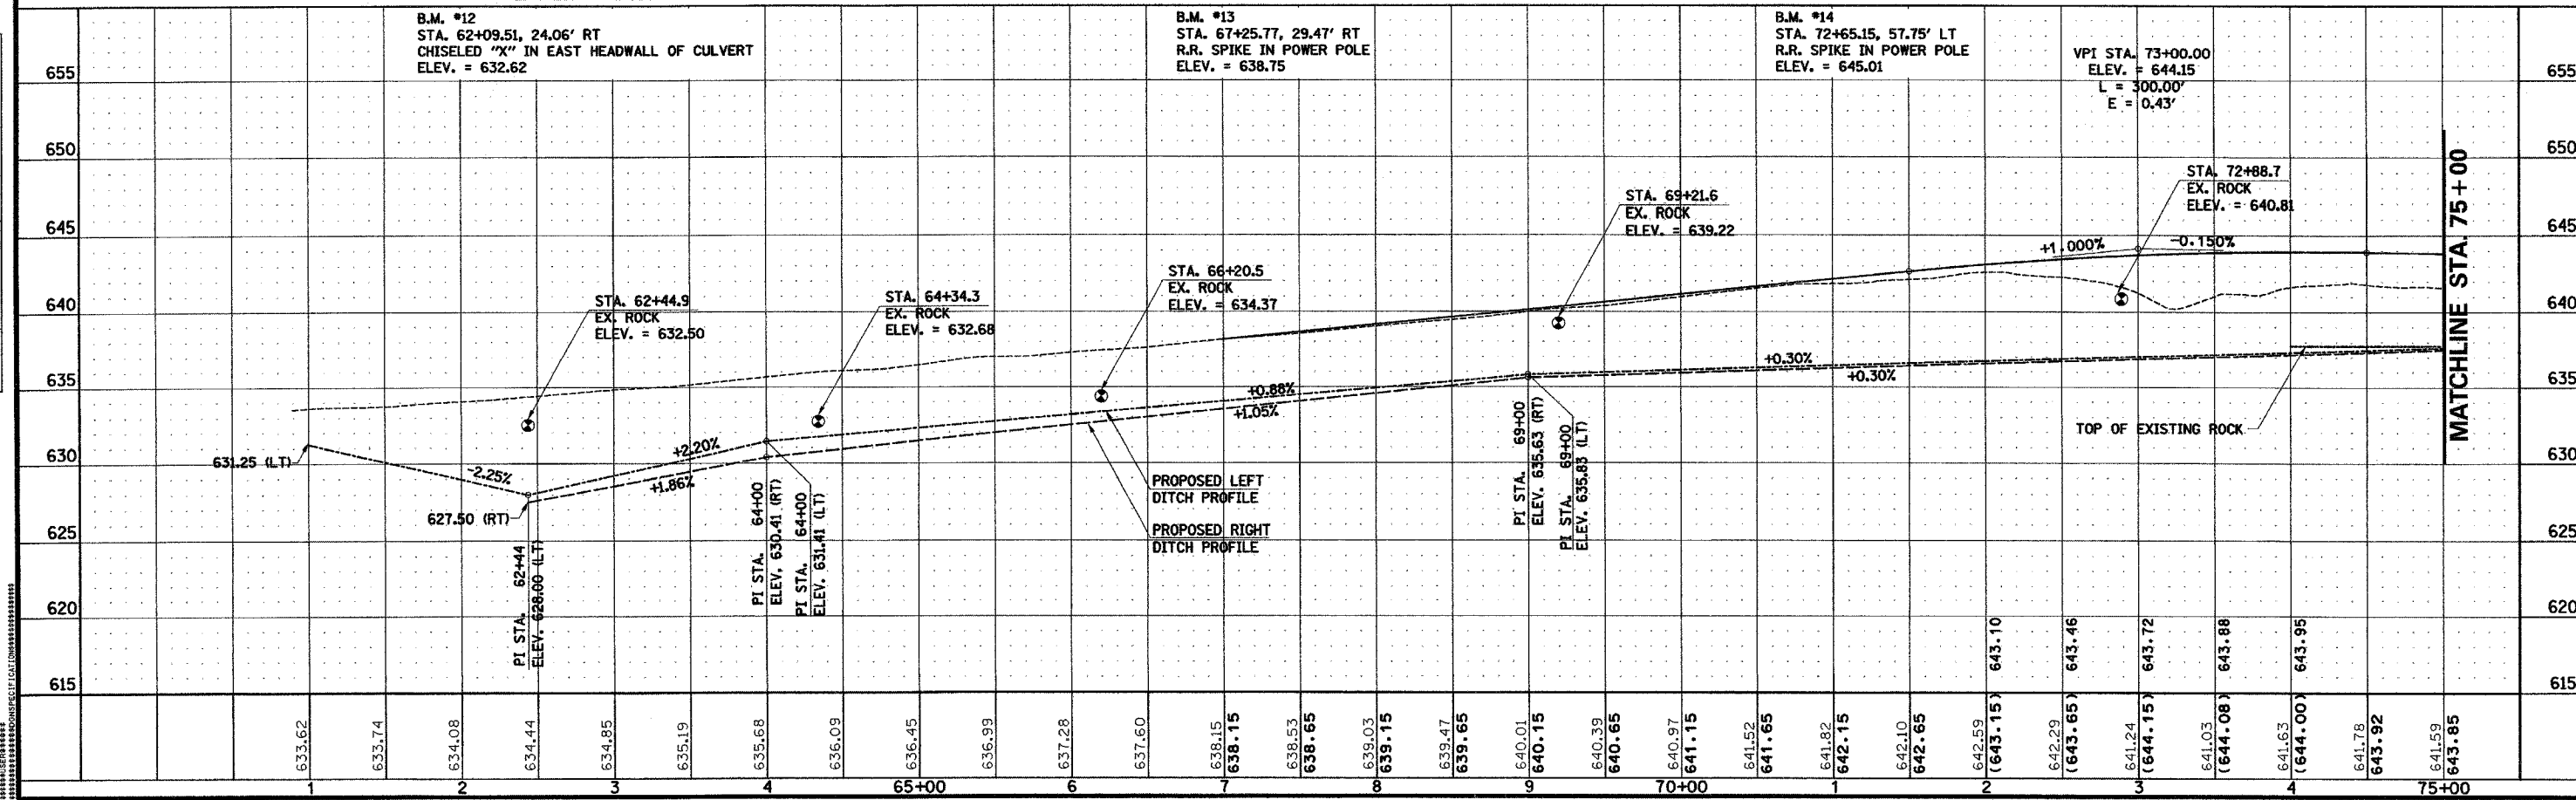 B.M. #12
STA. 62+09.51, 24.06' RT
CHISELED "X" IN EAST HEADWALL OF CULVERT
ELEV. = 632.62
B.M. #13
STA. 67+25.77, 29.47' RT
R.R. SPIKE IN POWER POLE
ELEV. = 638.75
B.M. #14
STA. 72+65.15, 57.75' LT
R.R. SPIKE IN POWER POLE
ELEV. = 645.01
VPI STA. 73+00.00
ELEV. = 644.15
L = 300.00'
E = 0.43'
655
650
645
640
635
630
625
620
615
655
650
645
640
635
630
625
620
615
STA. 62+44.9
EX. ROCK
ELEV. = 632.50
STA. 64+34.3
EX. ROCK
ELEV. = 632.68
STA. 66+20.5
EX. ROCK
ELEV. = 634.37
STA. 69+21.6
EX. ROCK
ELEV. = 639.22
STA. 72+88.7
EX. ROCK
ELEV. = 640.81
+1.000%
-0.150%
MATCHLINE STA. 75+00
631.25 (LT)
-2.25%
627.50 (RT)
+2.20%
+1.86%
+0.88%
+1.05%
+0.30%
+0.30%
TOP OF EXISTING ROCK
PROPOSED LEFT
DITCH PROFILE
PROPOSED RIGHT
DITCH PROFILE
PI STA. 62+44
ELEV. 628.00 (LT)
PI STA. 64+00
ELEV. 630.41 (RT)
PI STA. 64+00
ELEV. 631.41 (LT)
PI STA. 69+00
ELEV. 635.63 (RT)
PI STA. 69+00
ELEV. 635.83 (LT)
633.62
633.74
634.08
634.44
634.85
635.19
635.68
636.09
636.45
636.99
637.28
637.60
638.15
638.15
638.53
638.65
639.03
639.15
639.47
639.65
640.01
640.15
640.39
640.65
640.97
641.15
641.52
641.65
641.82
642.15
642.10
642.65
642.59
(643.15) 643.10
642.29
(643.65) 643.46
641.24
(644.15) 643.72
641.03
(644.08) 643.88
641.63
(644.00) 643.95
641.78
643.92
641.59
643.85
1 2 3 4 65+00 6 7 8 9 70+00 1 2 3 4 75+00